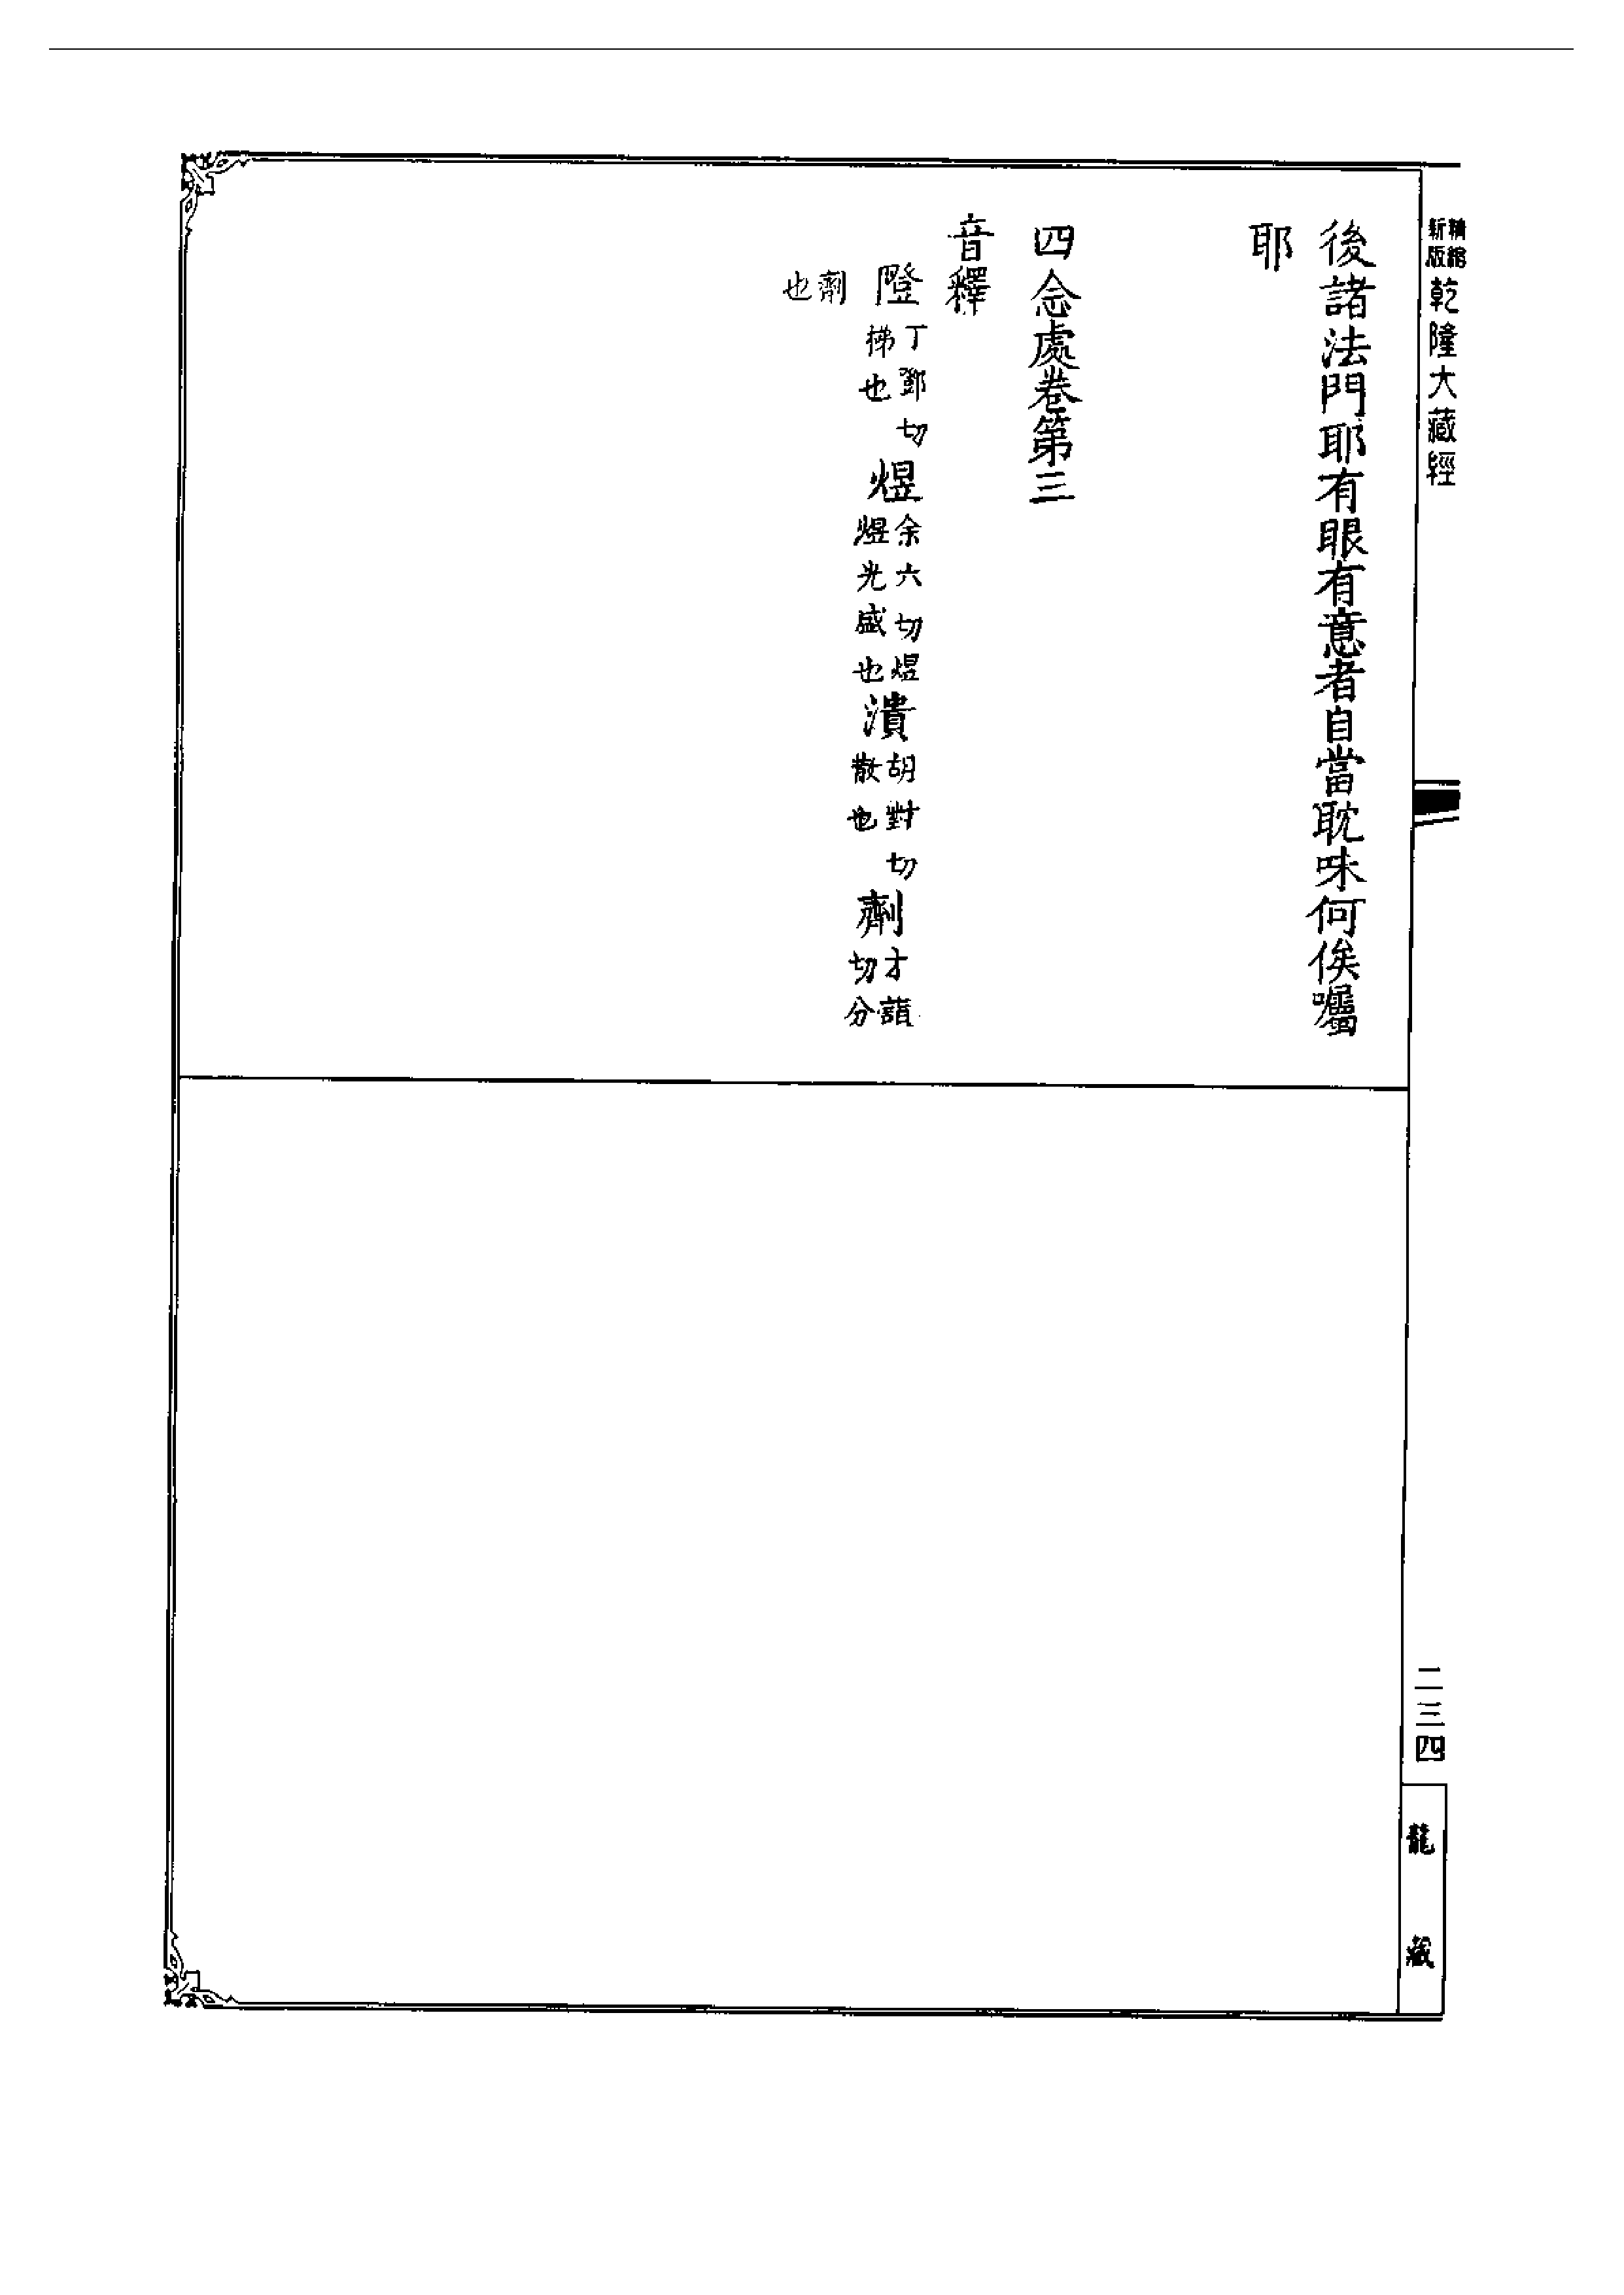 新版精縮乾隆大藏經
後諸法門耶有眼有意者自當耽味何俟囑
耶
四念處卷第三
音釋
隥丁鄧切梯也煜余六切煜煜光盛也潰胡對切散也劑才詣切分
劑也
二三四
龍藏